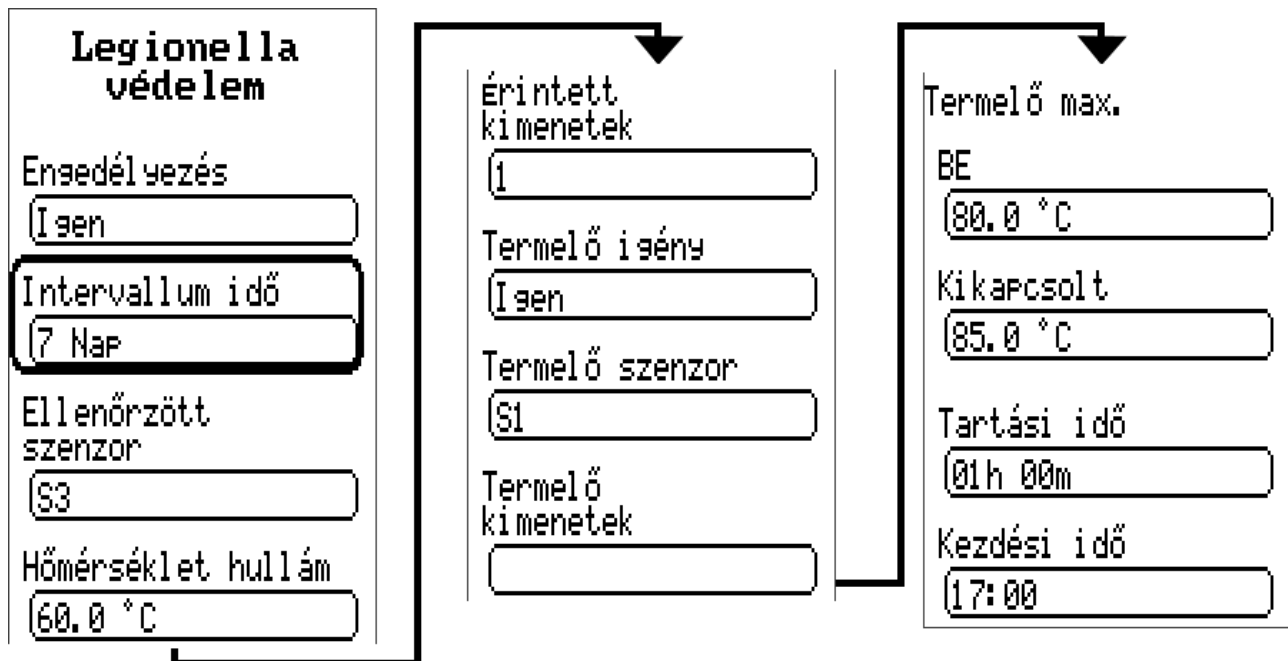 Legionella
védelem
Engedélyezés
Igen
Intervallum idő
7 Nap
Ellenőrzött
szenzor
S3
Hőmérséklet hullám
60.0 °C
Érintett
kimenetek
1
Termelő igény
Igen
Termelő szenzor
S1
Termelő
kimenetek
Termelő max.
BE
80.0 °C
Kikapcsolt
85.0 °C
Tartási idő
01h 00m
Kezdési idő
17:00